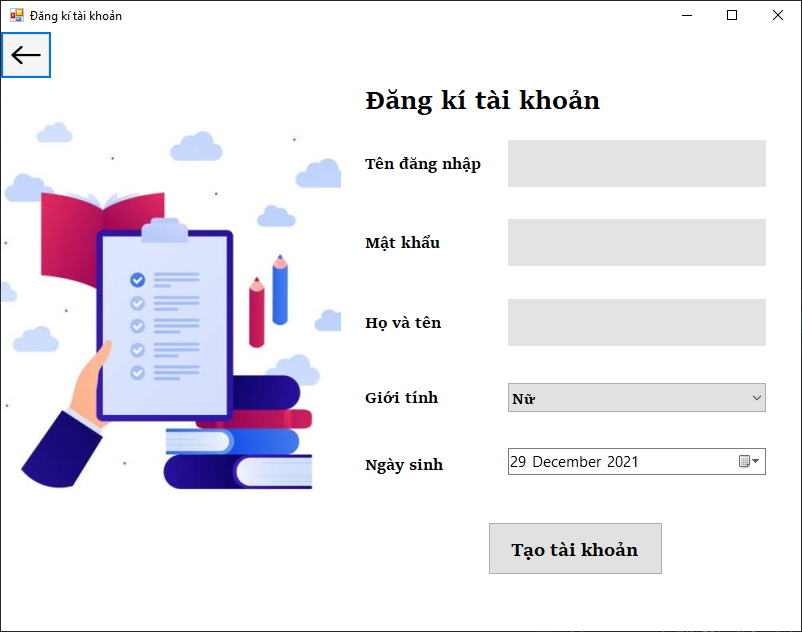 Đăng kí tài khoản
Đăng kí tài khoản
Tên đăng nhập
Mật khẩu
Họ và tên
Giới tính
Nữ
Ngày sinh
29 December 2021
Tạo tài khoản